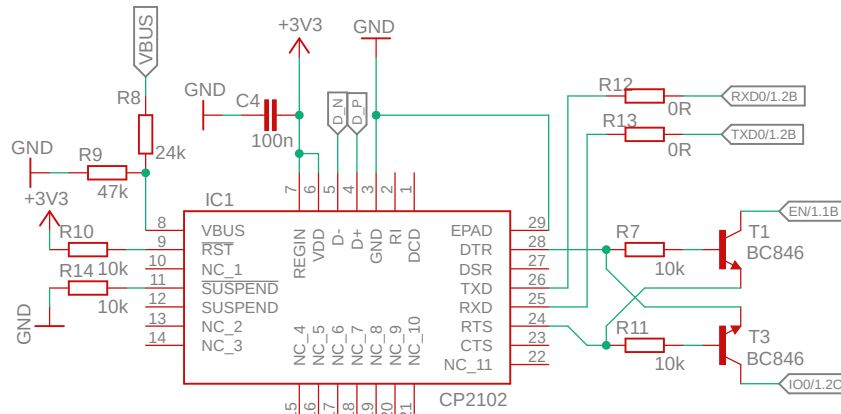 +3V3
GND
VBUS
GND
R8
C4
100n
D_N
D_P
R12
0R
RXD0/1.2B
R13
0R
TXD0/1.2B
GND
R9
47k
24k
IC1
+3V3
R10
10k
R14
10k
GND
7
6
5
4
3
2
1
REGIN
VDD
D-
D+
GND
RI
DCD
8
VBUS
9
RST
10
NC_1
11
SUSPEND
12
SUSPEND
13
NC_2
14
NC_3
EPAD
29
DTR
28
DSR
27
TXD
26
RXD
25
RTS
24
CTS
23
NC_11
22
NC_4
NC_5
NC_6
NC_7
NC_8
NC_9
NC_10
CP2102
EN/1.1B
R7
10k
T1
BC846
R11
10k
T3
BC846
IO0/1.2C